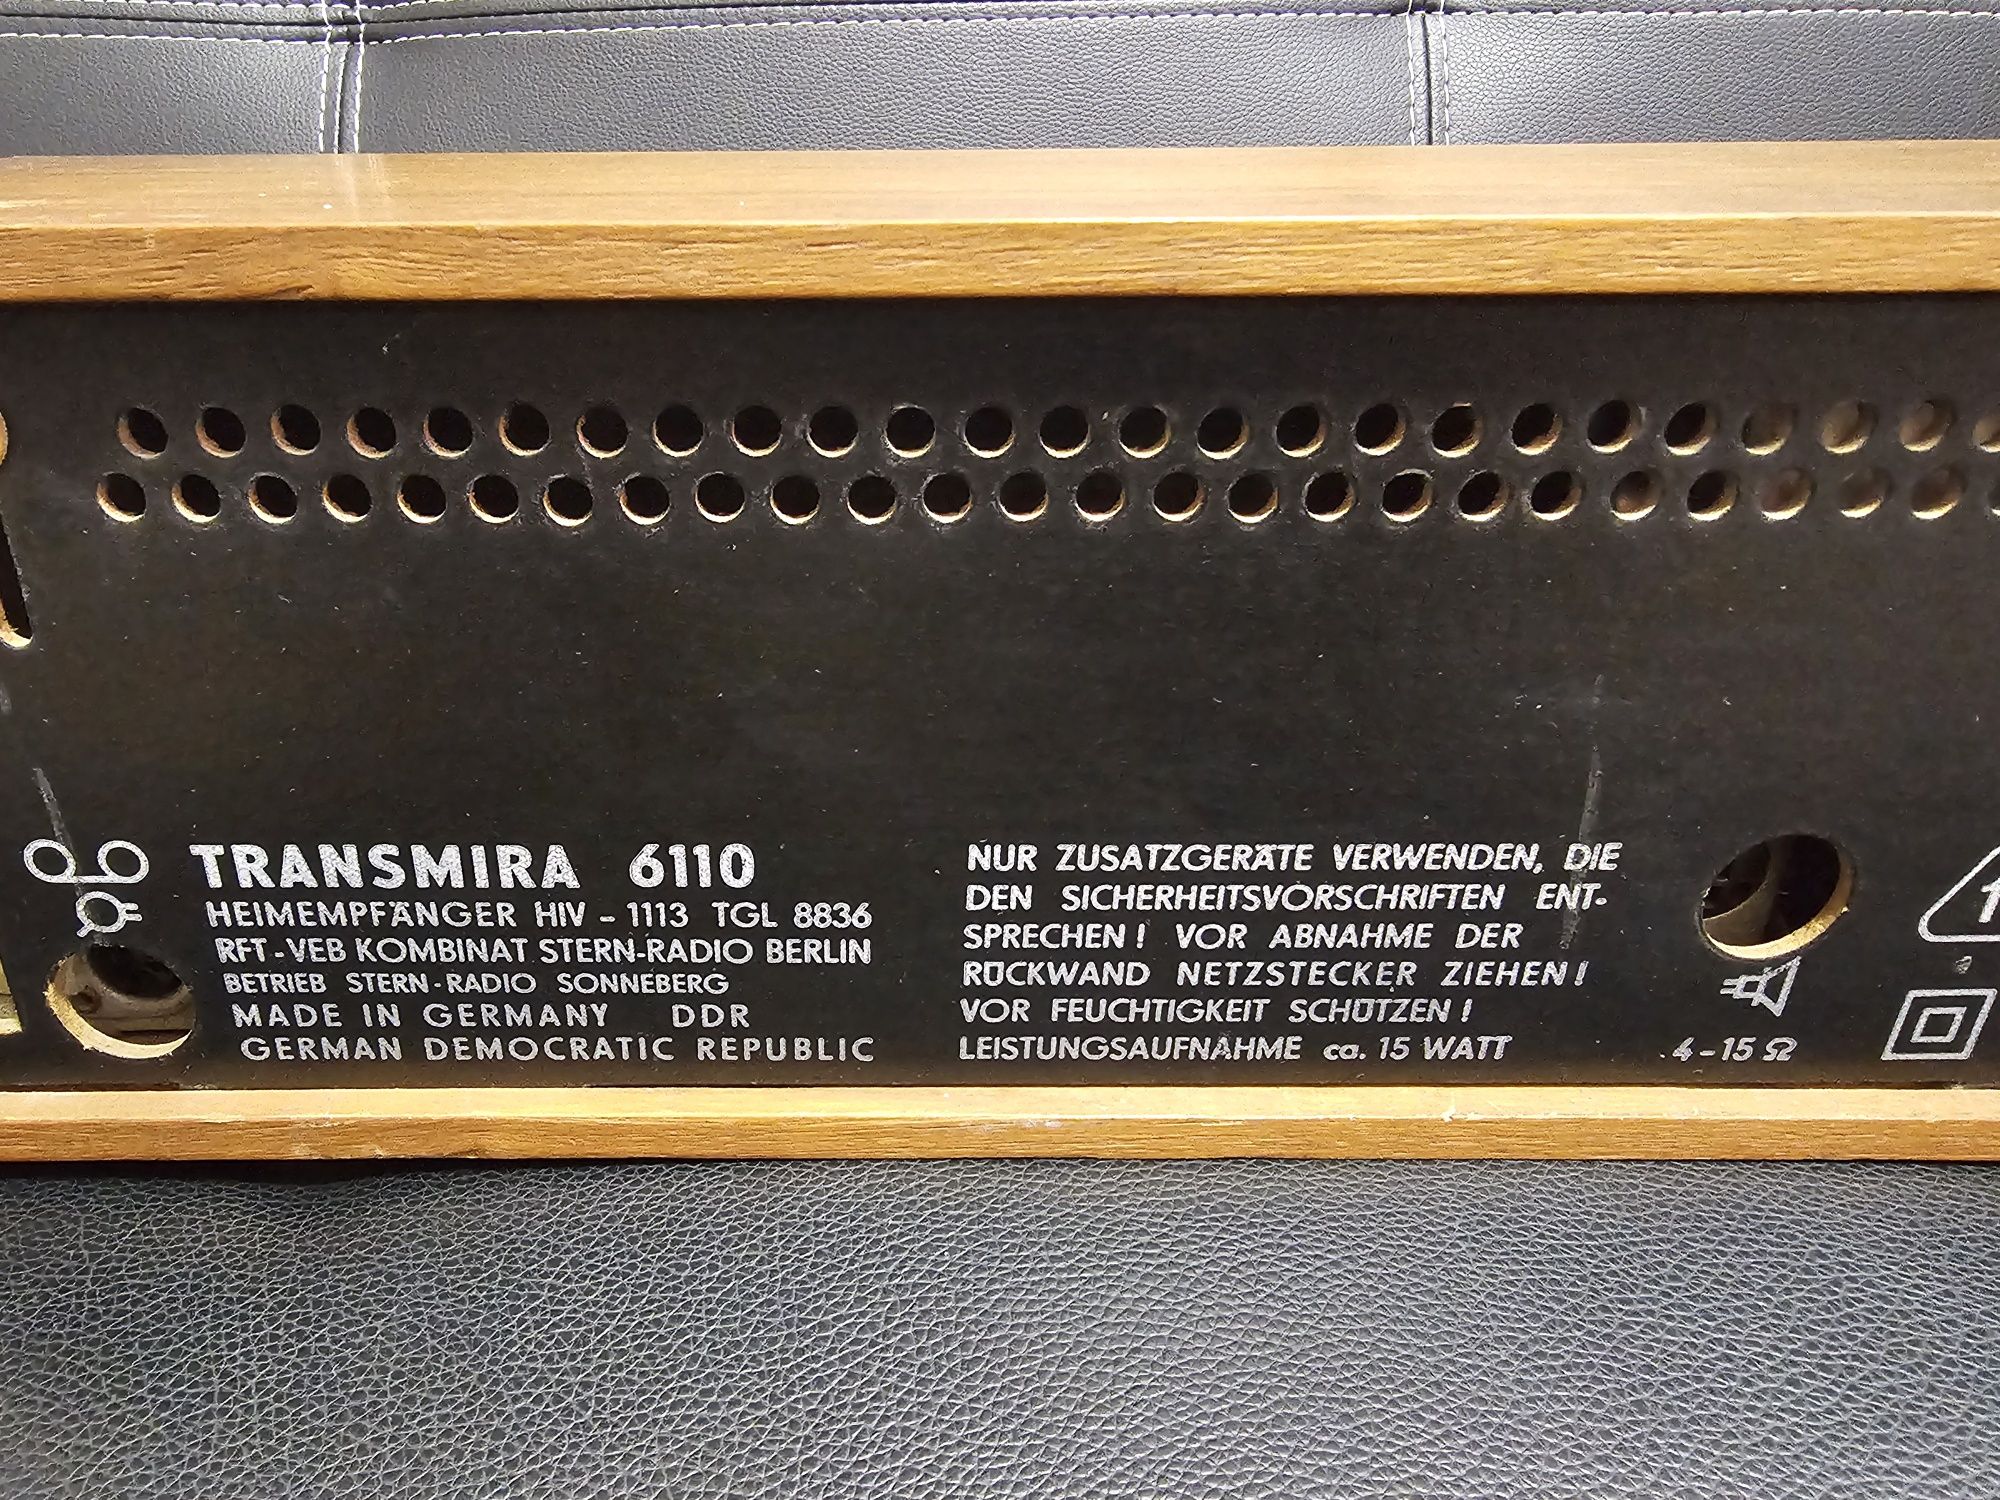 TRANSMIRA 6110
HEIMEMPFÄNGER HIV - 1113 TGL 8836
RFT - VEB KOMBINAT STERN-RADIO BERLIN
BETRIEB STERN - RADIO SONNEBERG
MADE IN GERMANY DDR
GERMAN DEMOCRATIC REPUBLIC
NUR ZUSATZGERÄTE VERWENDEN, DIE
DEN SICHERHEITSVORSCHRIFTEN ENT-
SPRECHEN! VOR ABNAHME DER
RÜCKWAND NETZSTECKER ZIEHEN!
VOR FEUCHTIGKEIT SCHÜTZEN!
LEISTUNGSAUFNAHME ca. 15 WATT
4-15 Ω
1